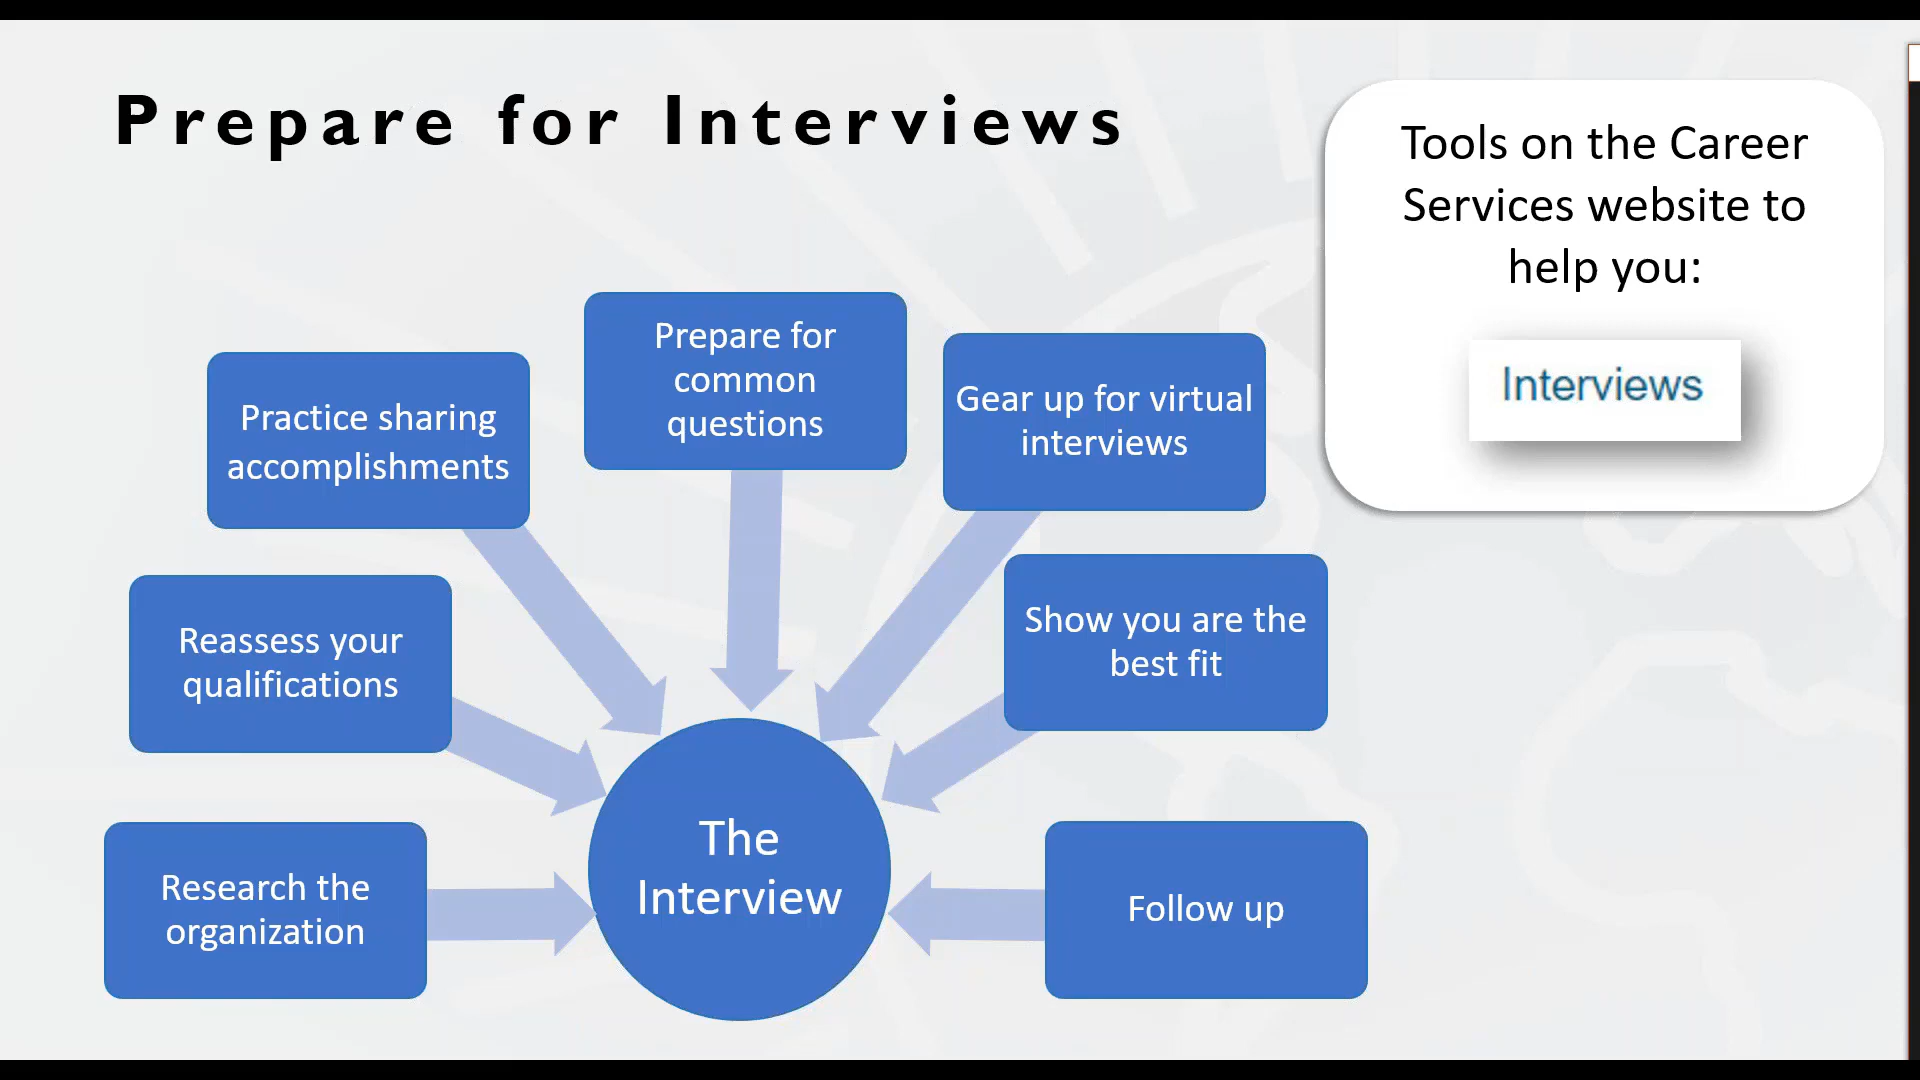 Prepare for Interviews
Tools on the Career
Services website to
help you:
Interviews
Prepare for
common
questions
Gear up for virtual
interviews
Practice sharing
accomplishments
Show you are the
best fit
Reassess your
qualifications
The
Interview
Research the
organization
Follow up